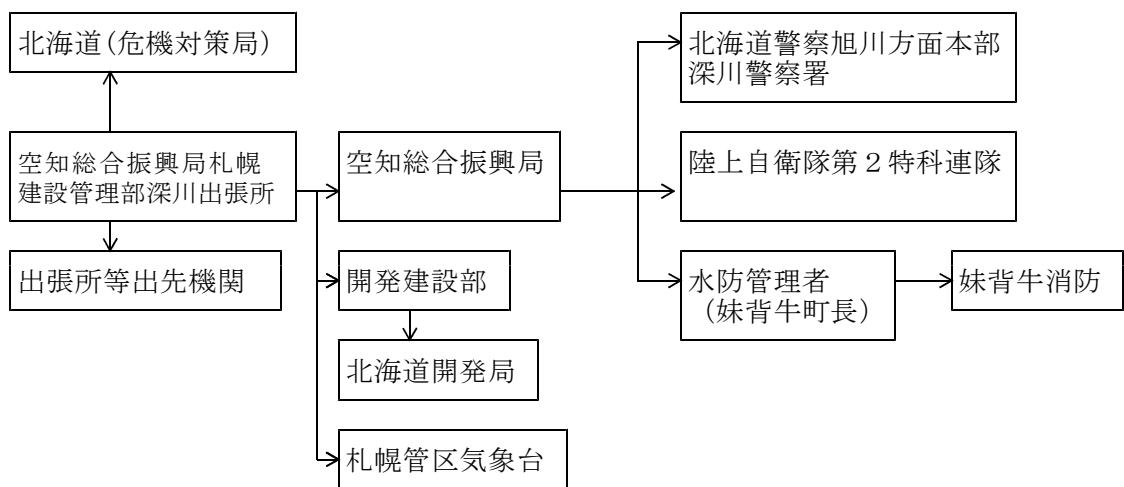 北海道(危機対策局)
北海道警察旭川方面本部
深川警察署
空知総合振興局札幌
建設管理部深川出張所
空知総合振興局
陸上自衛隊第２特科連隊
出張所等出先機関
開発建設部
水防管理者
（妹背牛町長）
妹背牛消防
北海道開発局
札幌管区気象台